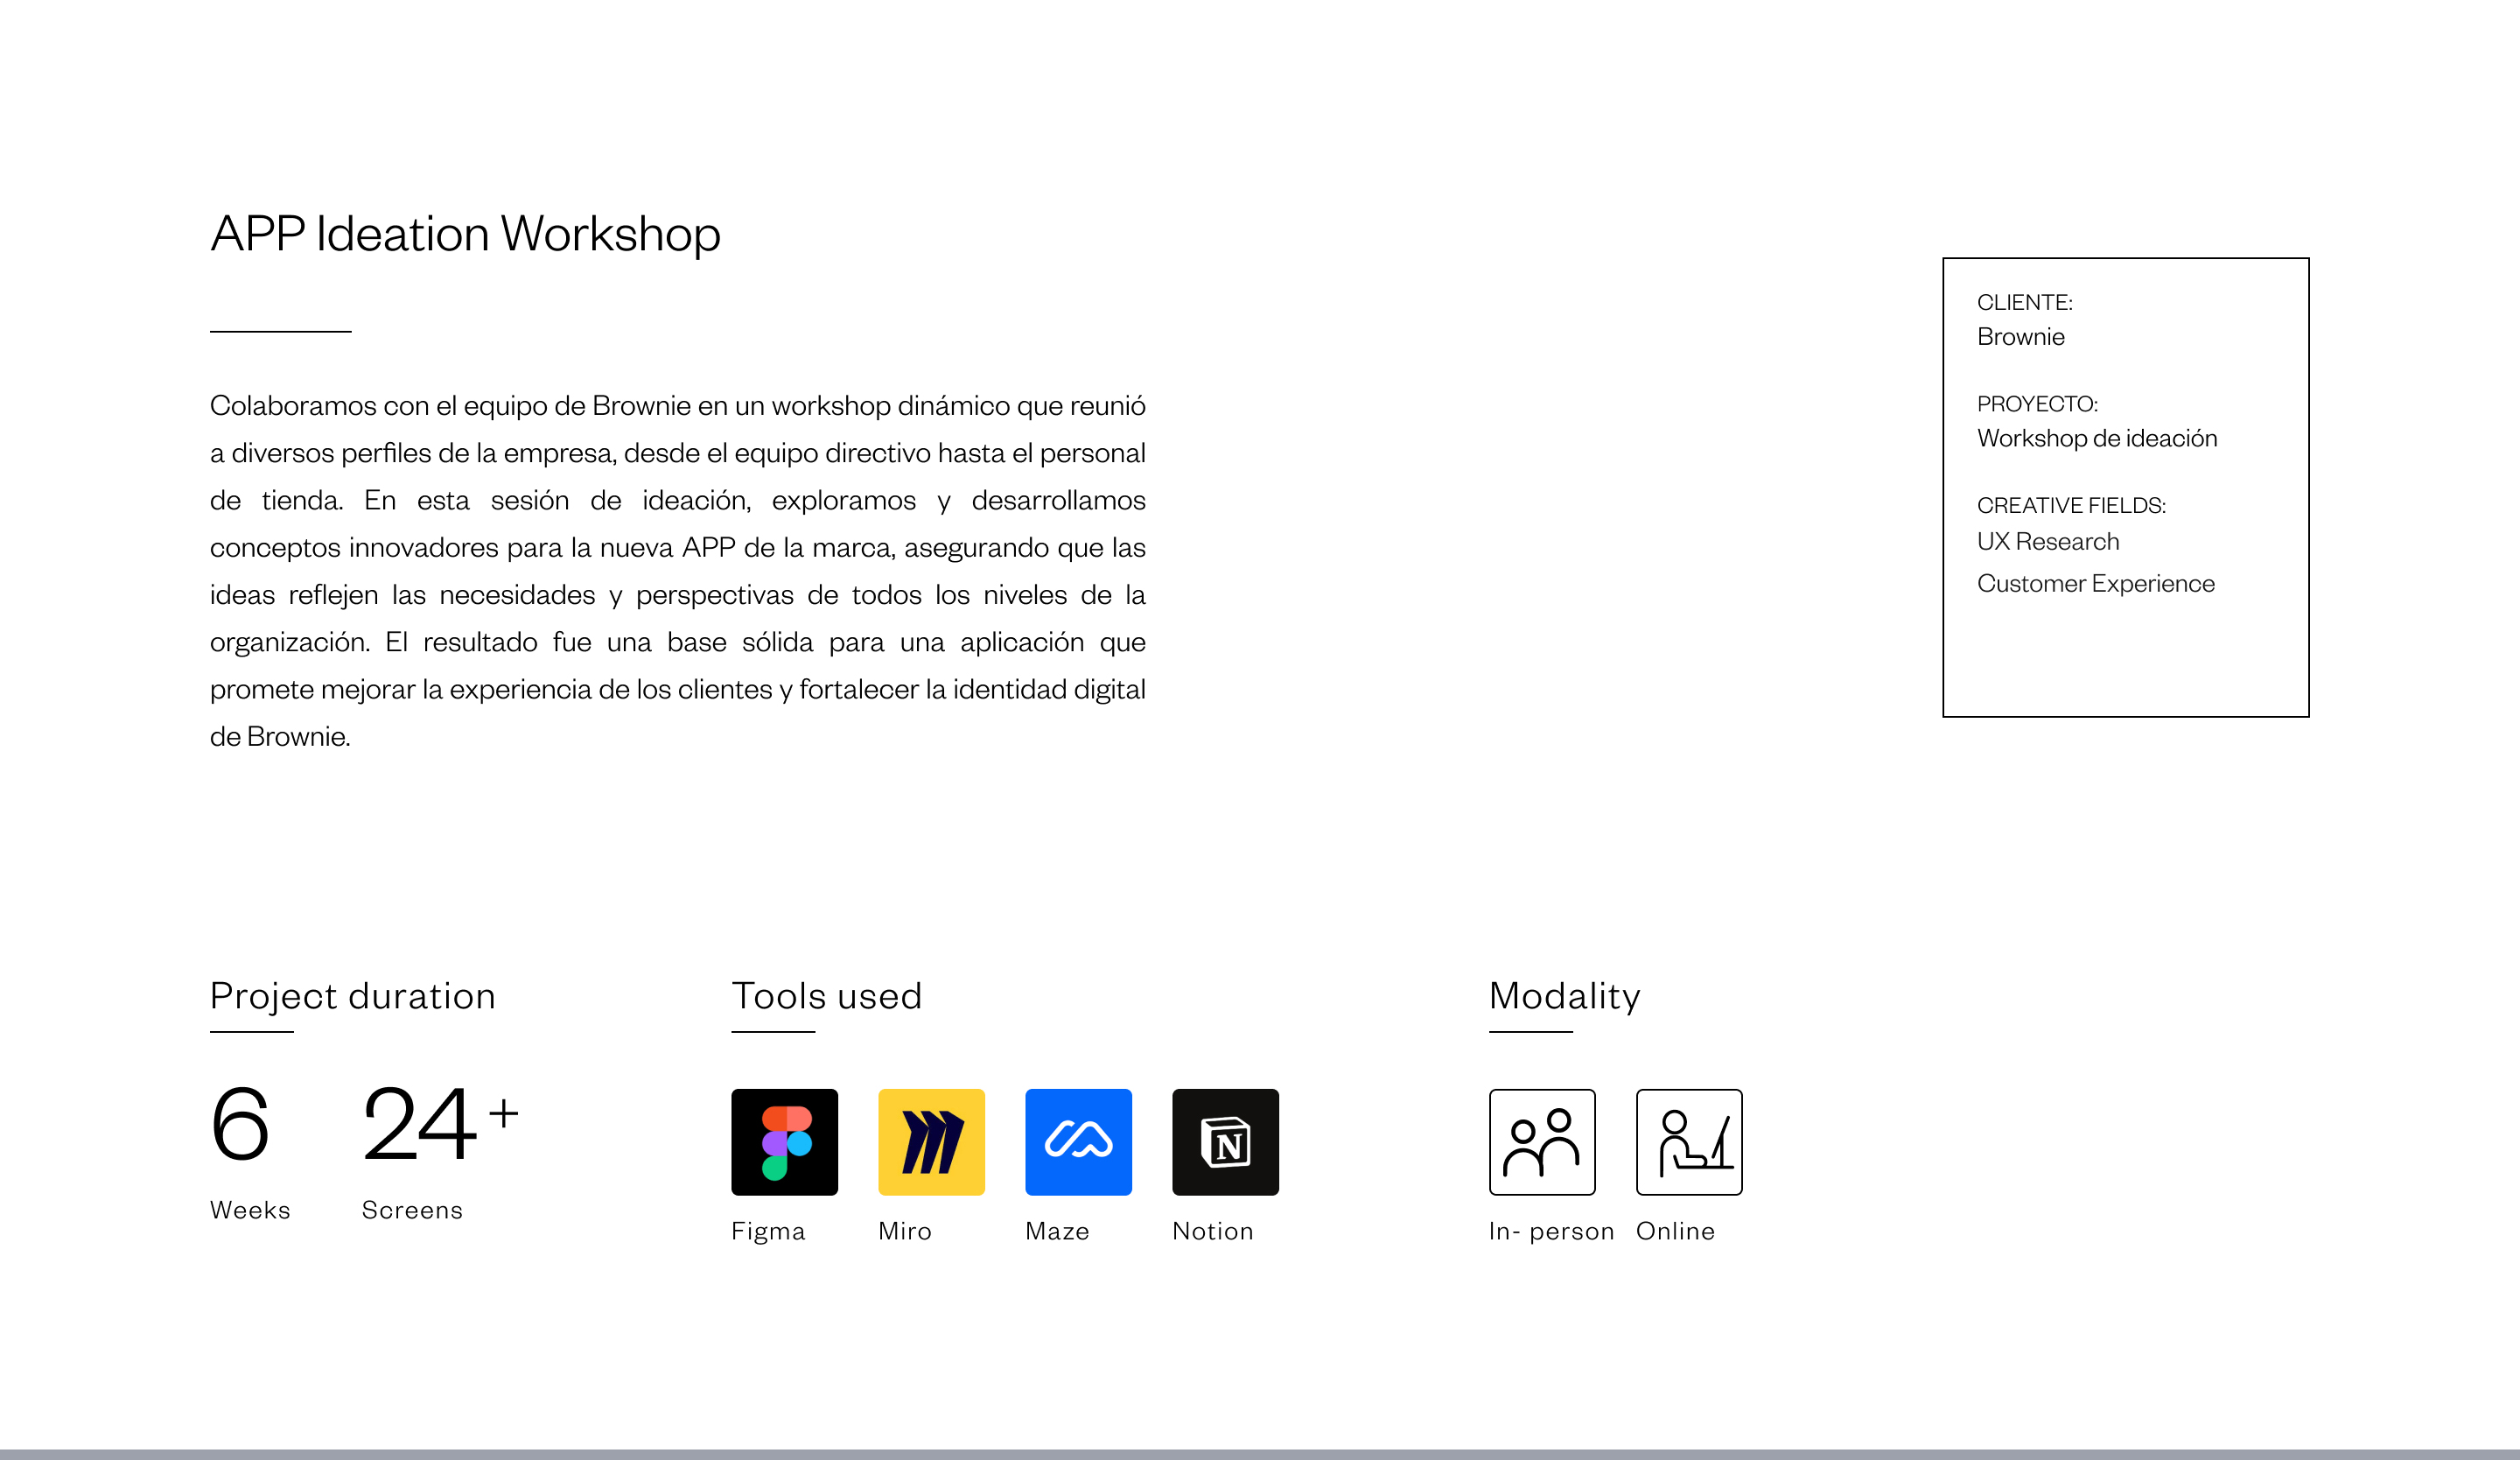 APP Ideation Workshop
Colaboramos con el equipo de Brownie en un workshop dinámico que reunió
a diversos perfiles de la empresa, desde el equipo directivo hasta el personal
de tienda. En esta sesión de ideación, exploramos y desarrollamos
conceptos innovadores para la nueva APP de la marca, asegurando que las
ideas reflejen las necesidades y perspectivas de todos los niveles de la
organización. El resultado fue una base sólida para una aplicación que
promete mejorar la experiencia de los clientes y fortalecer la identidad digital
de Brownie.
CLIENTE:
Brownie
PROYECTO:
Workshop de ideación
CREATIVE FIELDS:
UX Research
Customer Experience
Project duration
6
Weeks
24+
Screens
Tools used
Figma
Miro
Maze
N
Notion
Modality
In- person
Online